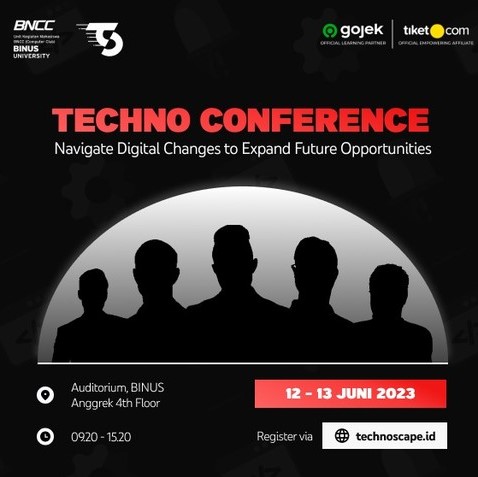 BNCC
Unit Kegiatan Mahasiswa
BNCC (Computer Club)
BINUS
UNIVERSITY
gojek
OFFICIAL LEARNING PARTNER
tiket com
OFFICIAL EMPOWERING AFFILIATE
TECHNO CONFERENCE
Navigate Digital Changes to Expand Future Opportunities
Auditorium, BINUS
Anggrek 4th Floor
12 - 13 JUNI 2023
09.20 - 15.20
Register via
technoscape.id